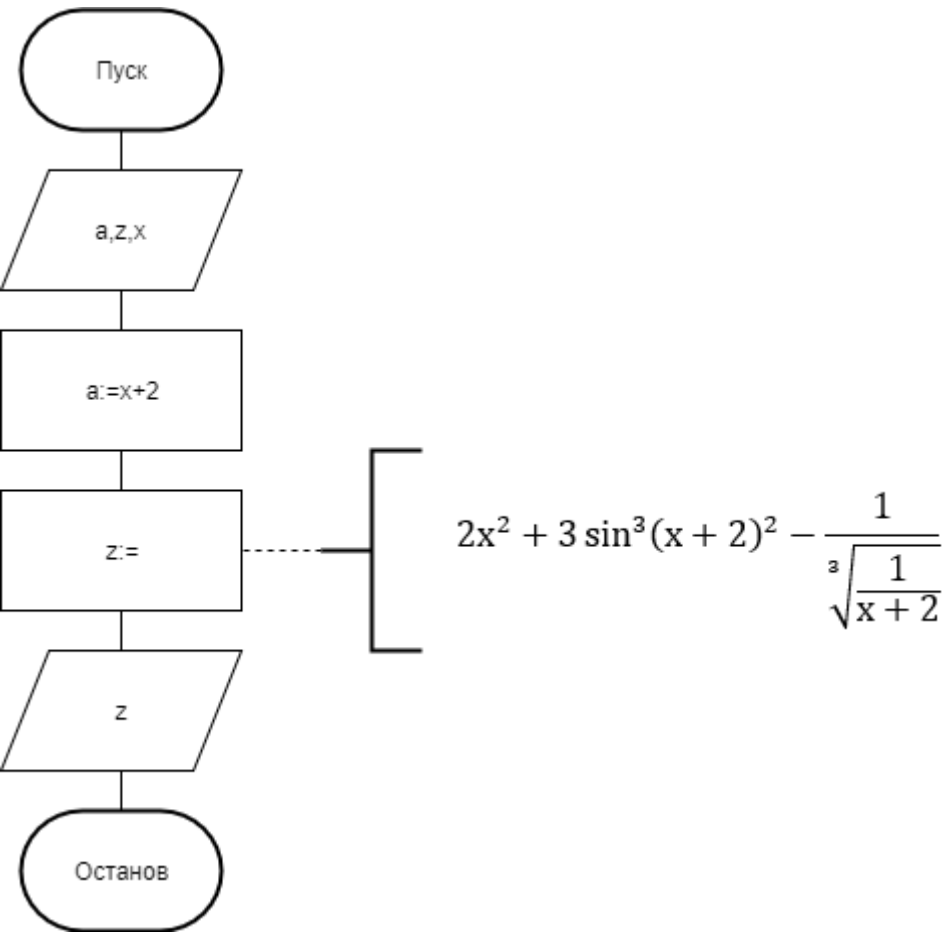 Пуск
a,z,x
a:=x+2
z:=
2x² + 3 sin³(x + 2)² − 1/∛(1/(x + 2))
z
Останов